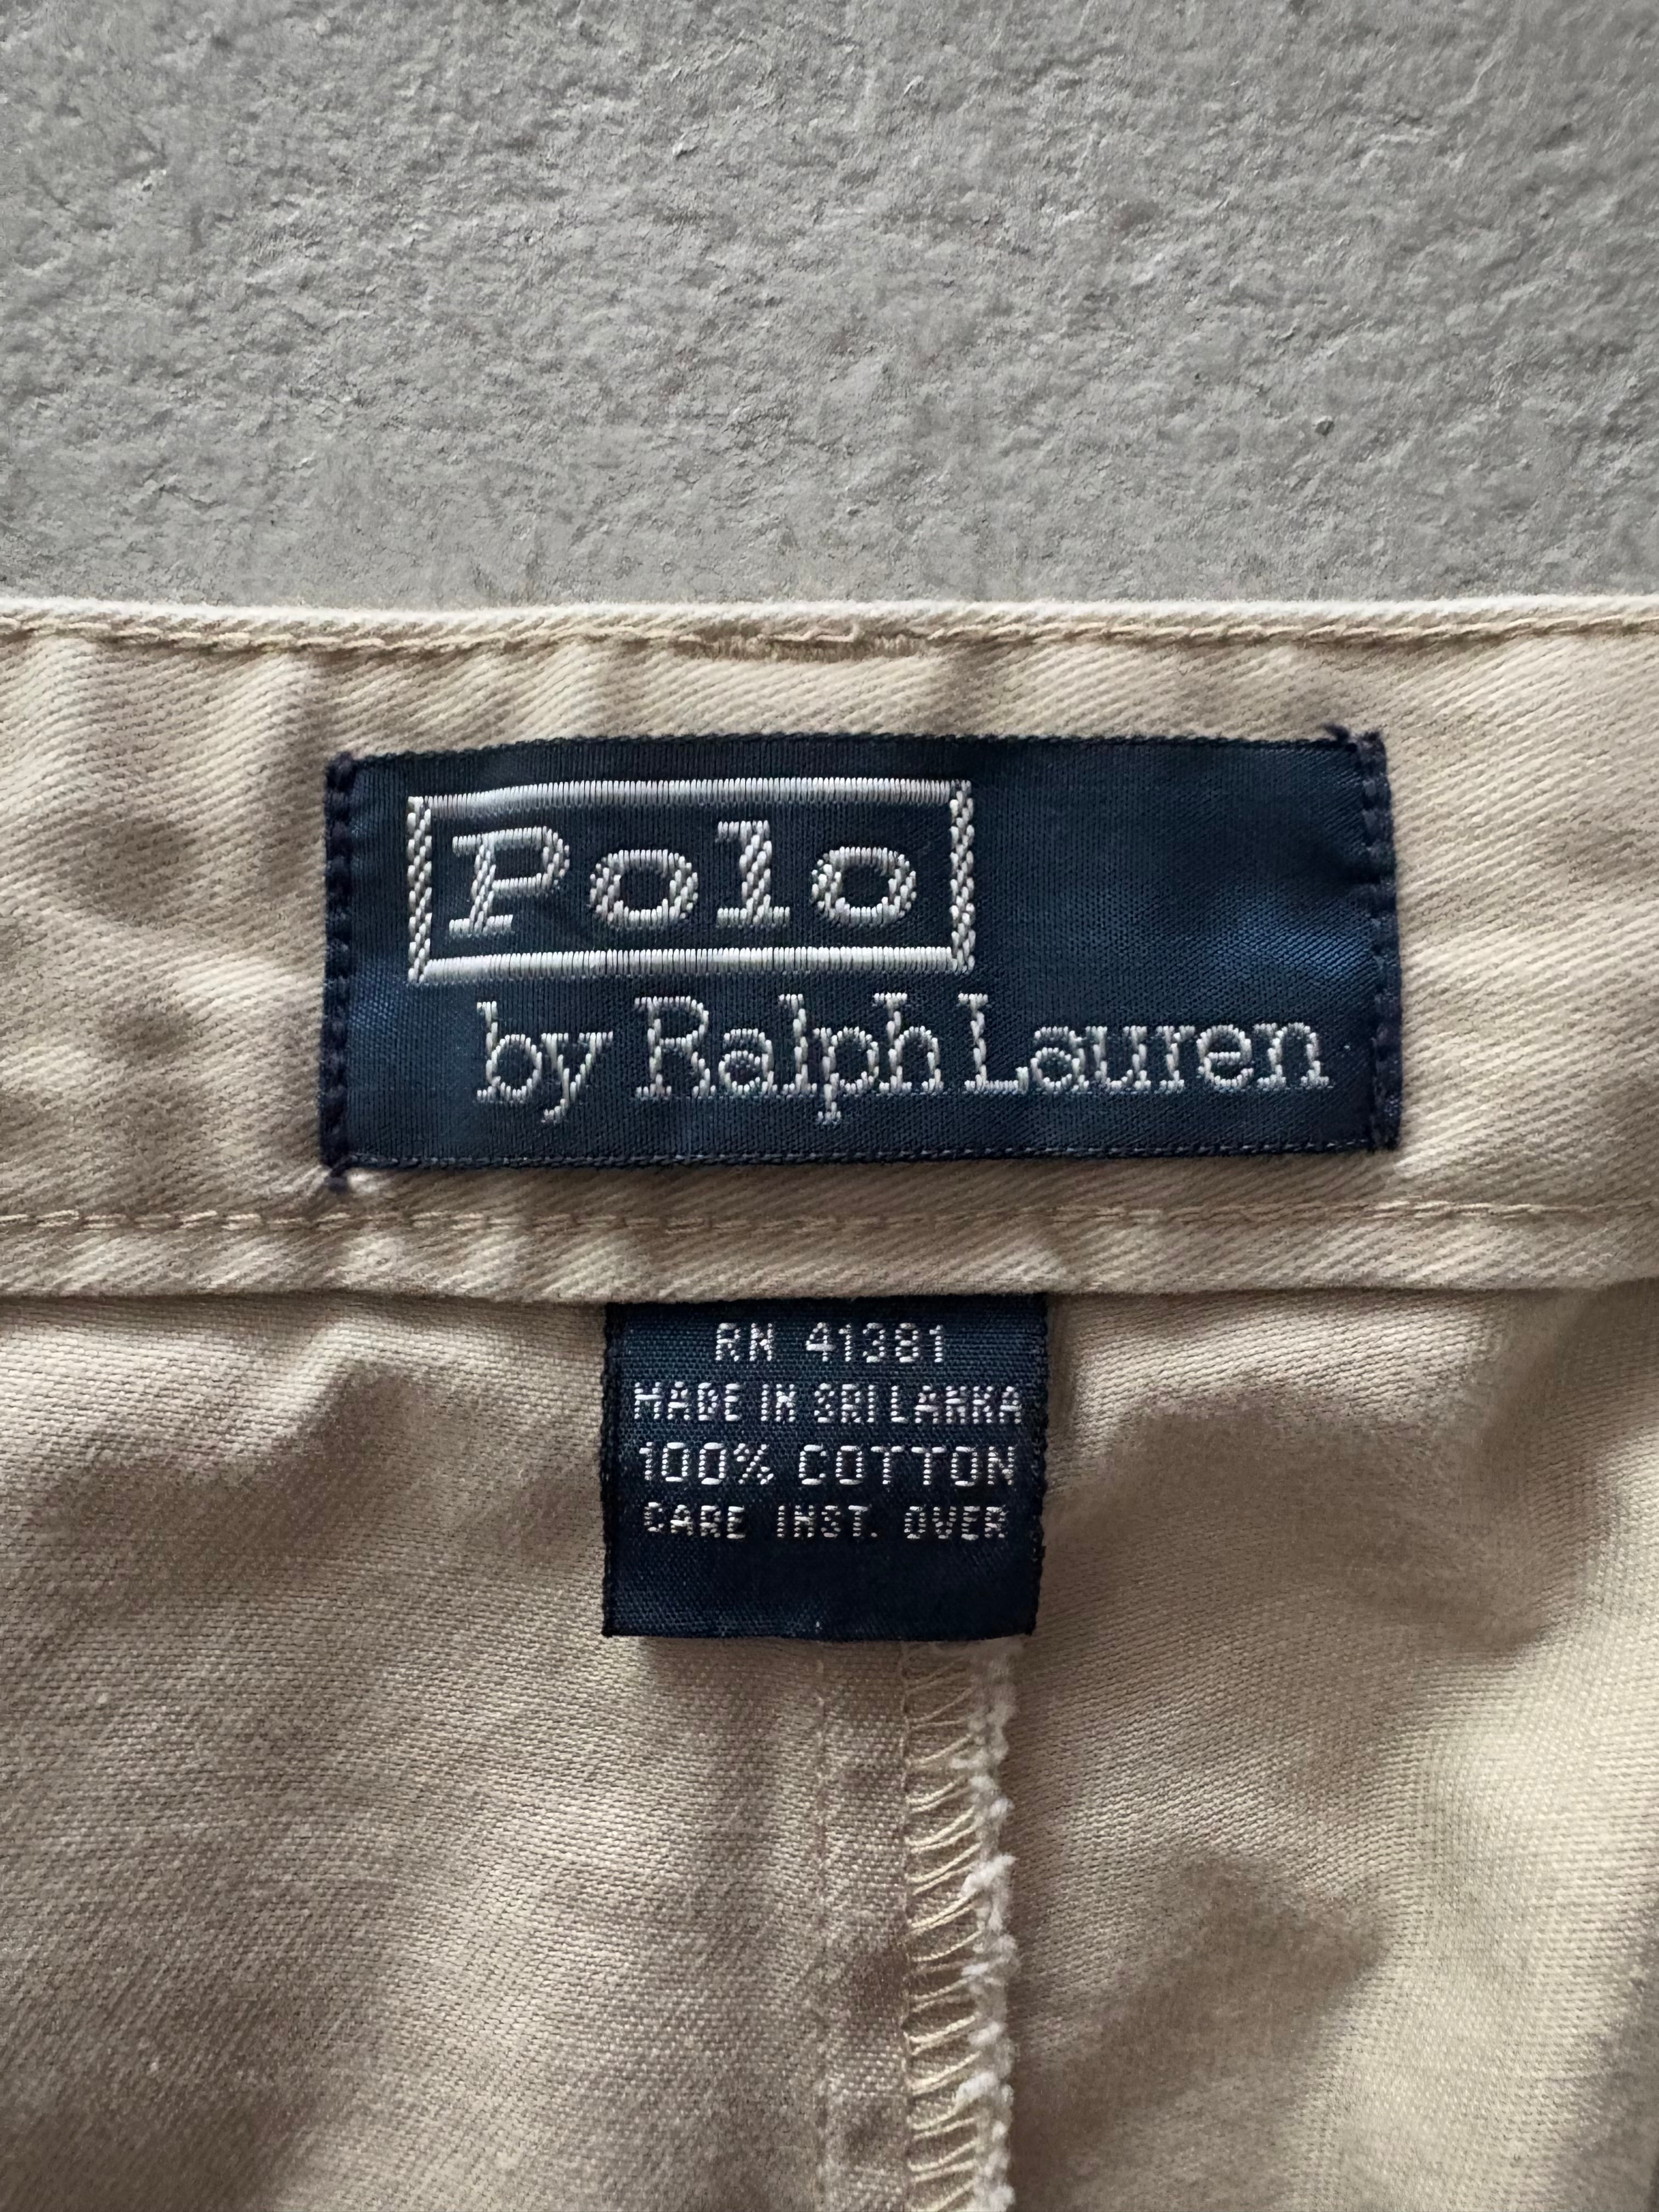 Polo
by Ralph Lauren
RN 41381
MADE IN SRI LANKA
100% COTTON
CARE INST. OVER